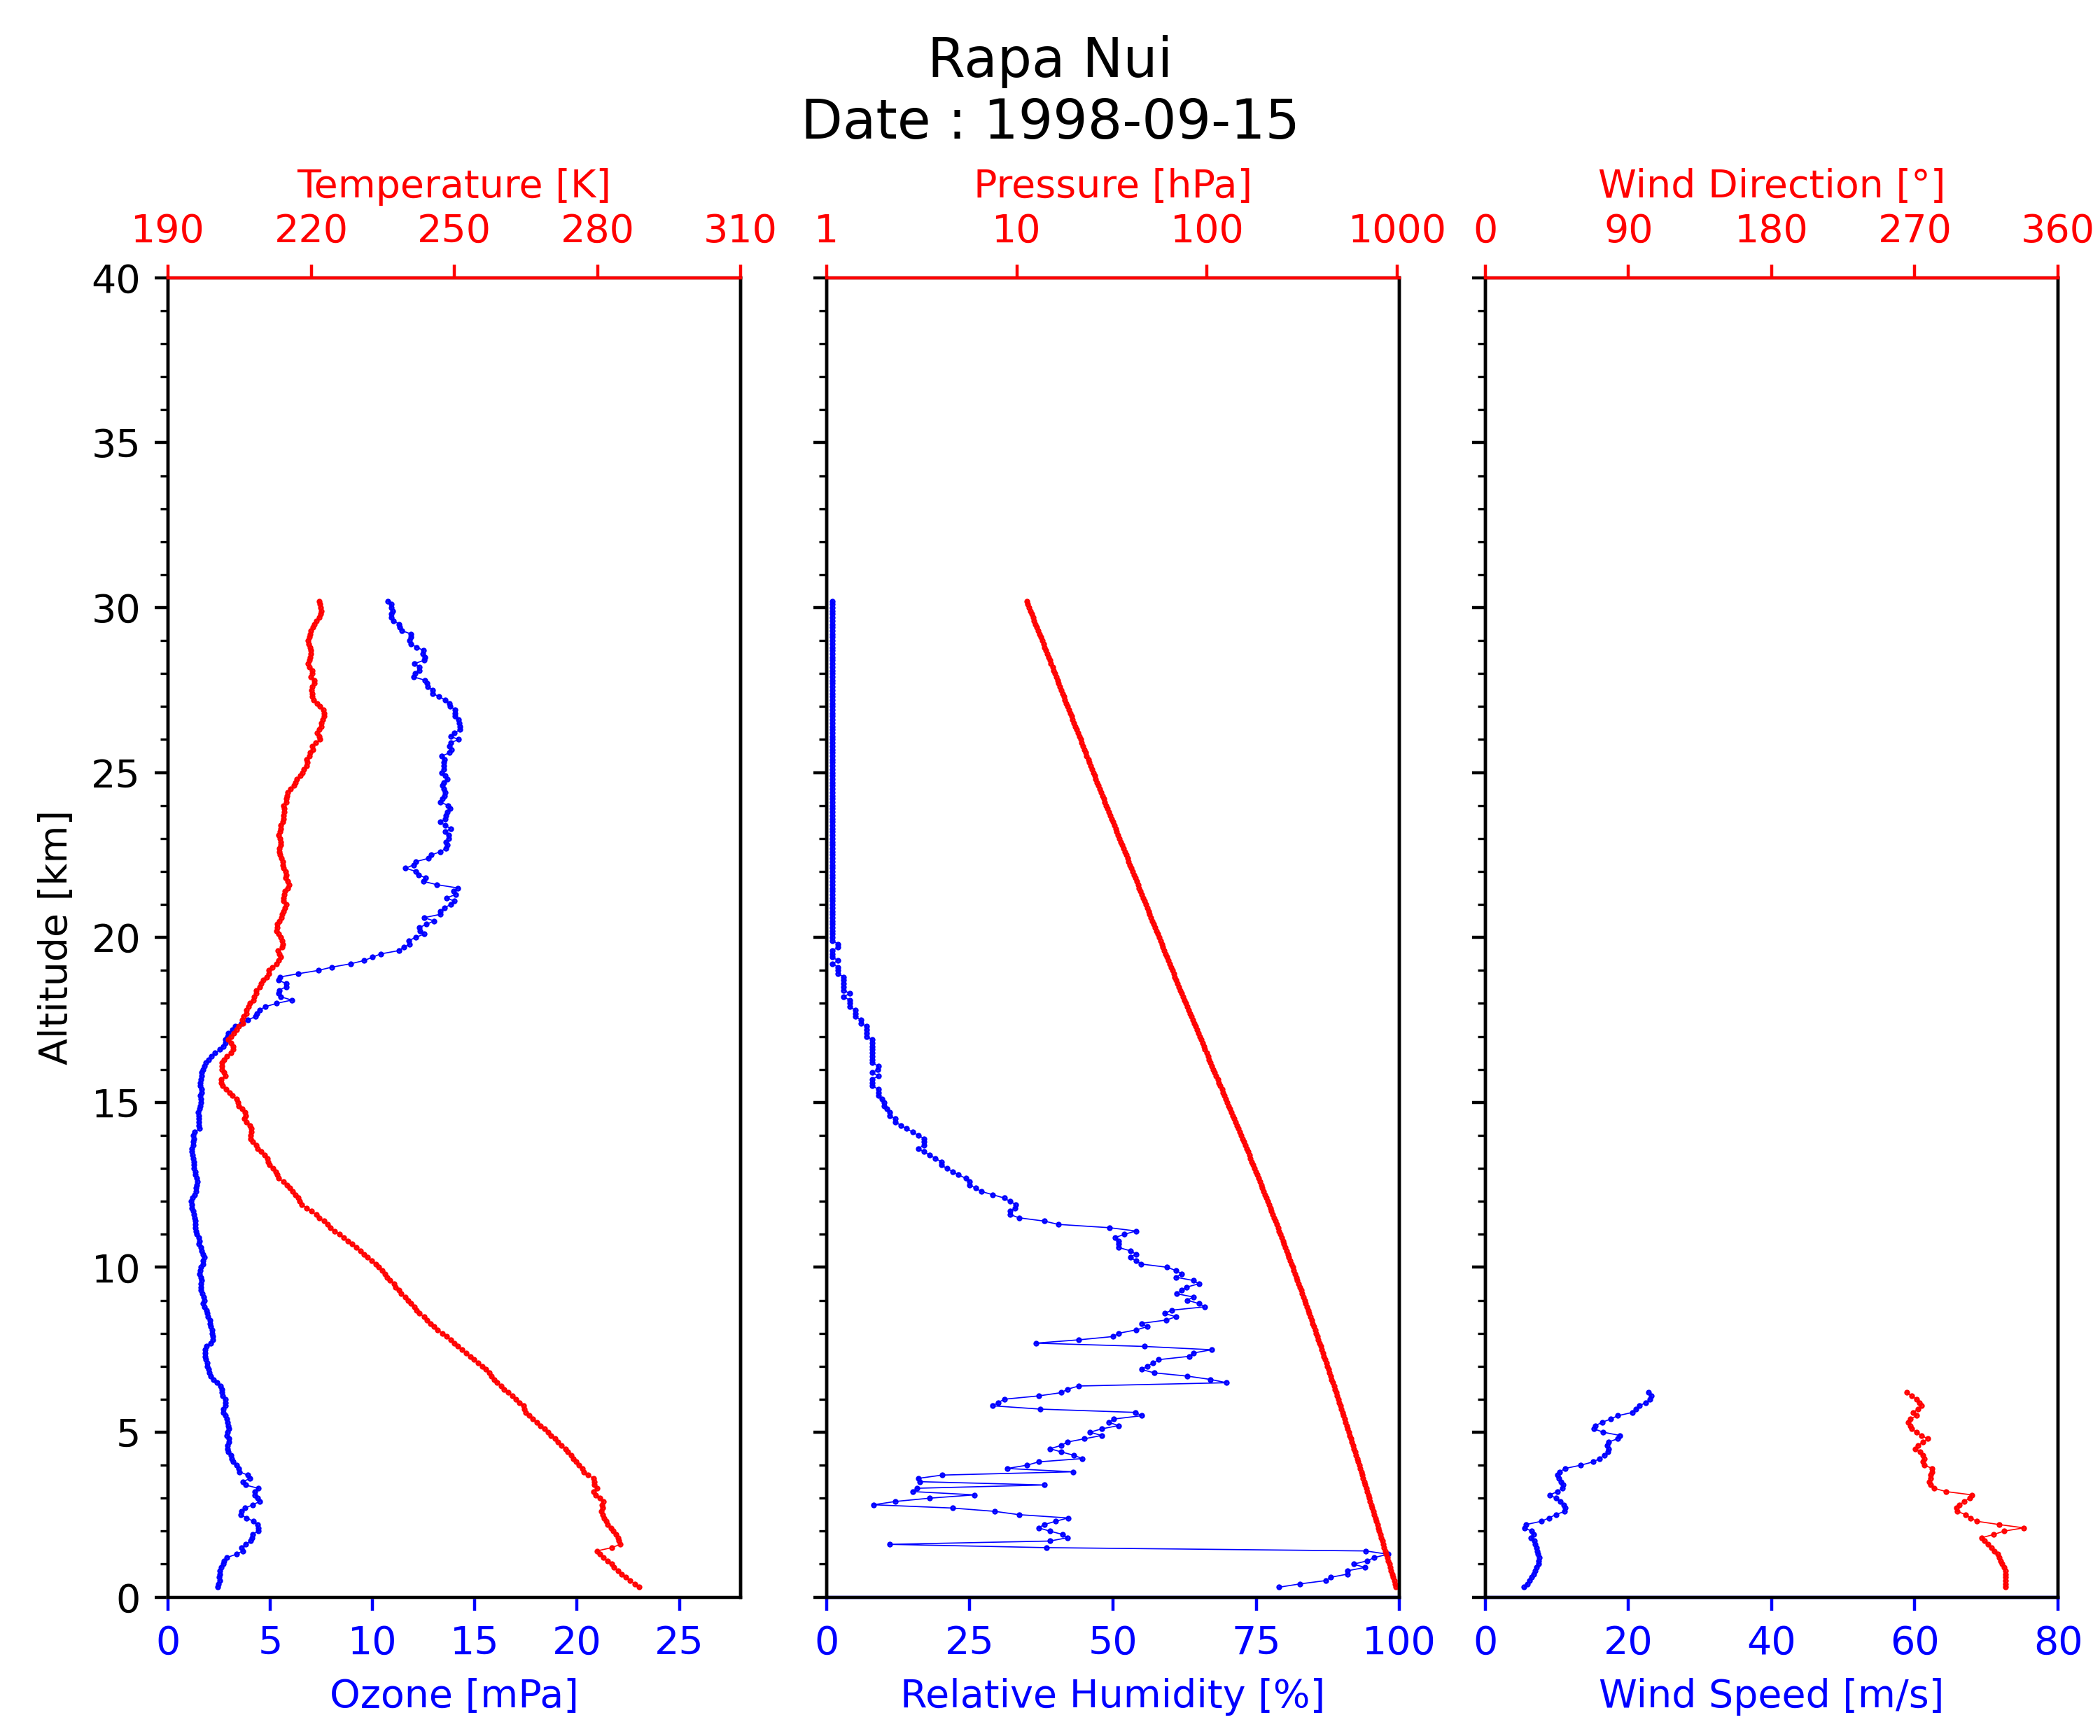 Rapa Nui
Date : 1998-09-15
Temperature [K]
190 220 250 280 310
Pressure [hPa]
1 10 100 1000
Wind Direction [°]
0 90 180 270 360
Altitude [km]
40
35
30
25
20
15
10
5
0
0 5 10 15 20 25
Ozone [mPa]
0 25 50 75 100
Relative Humidity [%]
0 20 40 60 80
Wind Speed [m/s]